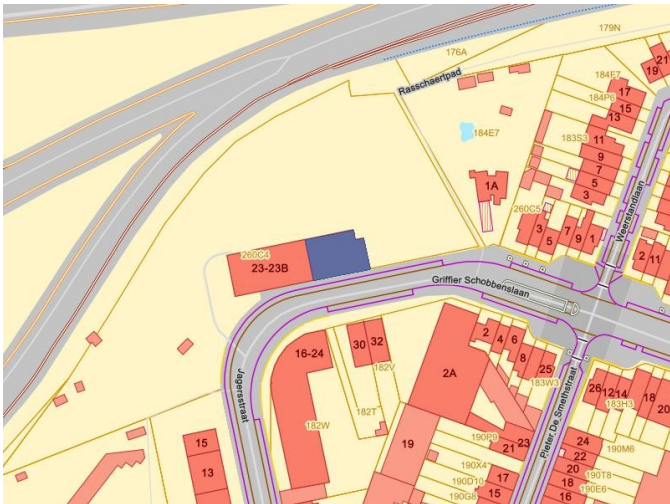 179N
176A
Rasschaertpad
21
19
184F7
17
184P6
15
13
184E7
183S3
11
9
7
5
3
1A
260C5
3
5
7
9
1
Weerstandlaan
2
11
260C4
23-23B
Griffier Schobbenslaan
16-24
30
32
182V
2
4
6
8
25
183W3
2A
Jagersstraat
182T
182W
26
12
14
183H3
18
20
Pieter De Smethstraat
15
13
19
190P9
21
23
24
22
20
18
16
190M6
190T8
190E6
190X4
190D10
190G8
17
15